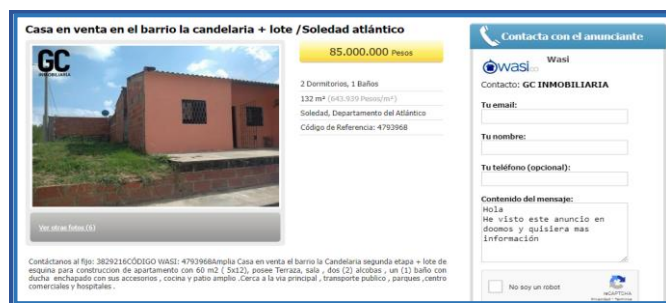 Casa en venta en el barrio la candelaria + lote /Soledad atlántico
GC
INMOBILIARIA
Ver otras fotos (6)
85.000.000 Pesos
2 Dormitorios, 1 Baños
132 m² (643.939 Pesos/m²)
Soledad, Departamento del Atlántico
Código de Referencia: 4793968
Contáctanos al fijo: 3829216CÓDIGO WASI: 4793968Amplia Casa en venta el barrio la Candelaria segunda etapa + lote de
esquina para construccion de apartamento con 60 m2 ( 5x12), posee Terraza, sala , dos (2) alcobas , un (1) baño con
ducha enchapado con sus accesorios , cocina y patio amplio .Cerca a la via principal , transporte publico , parques ,centro
comerciales y hospitales .
Contacta con el anunciante
wasi.co
Wasi
Contacto: GC INMOBILIARIA
Tu email:
Tu nombre:
Tu teléfono (opcional):
Contenido del mensaje:
Hola
He visto este anuncio en
doomos y quisiera mas
información
No soy un robot
reCAPTCHA
Privacidad - Términos